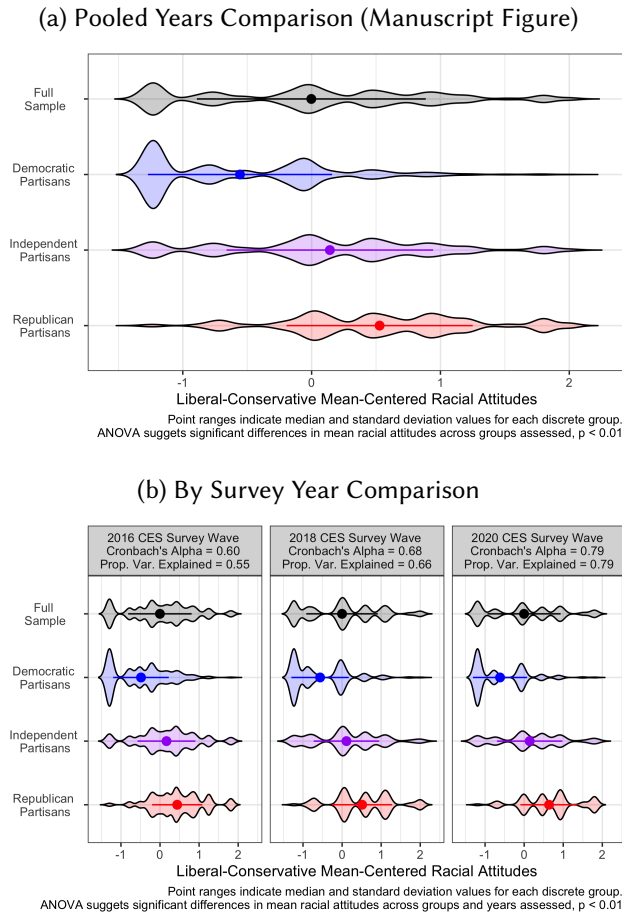 (a) Pooled Years Comparison (Manuscript Figure)
Full
Sample
Democratic
Partisans
Independent
Partisans
Republican
Partisans
-1 0 1 2
Liberal-Conservative Mean-Centered Racial Attitudes
Point ranges indicate median and standard deviation values for each discrete group.
ANOVA suggets significant differences in mean racial attitudes across groups assessed, p < 0.01
(b) By Survey Year Comparison
2016 CES Survey Wave
Cronbach's Alpha = 0.60
Prop. Var. Explained = 0.55
2018 CES Survey Wave
Cronbach's Alpha = 0.68
Prop. Var. Explained = 0.66
2020 CES Survey Wave
Cronbach's Alpha = 0.79
Prop. Var. Explained = 0.79
Full
Sample
Democratic
Partisans
Independent
Partisans
Republican
Partisans
-1 0 1 2 -1 0 1 2 -1 0 1 2
Liberal-Conservative Mean-Centered Racial Attitudes
Point ranges indicate median and standard deviation values for each discrete group.
ANOVA suggets significant differences in mean racial attitudes across groups and years assessed, p < 0.01